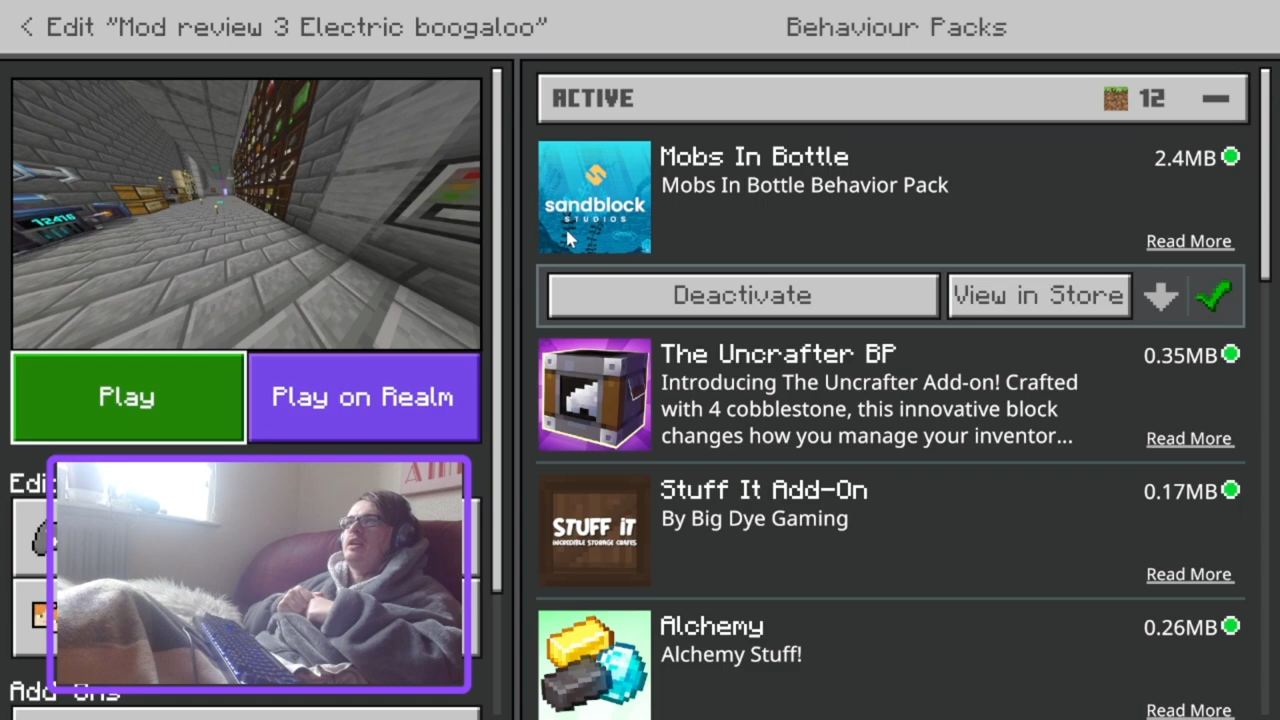 Edit "Mod review 3 Electric boogaloo"
Behaviour Packs
12416
Play
Play on Realm
Add-Ons
ACTIVE
12
sandblock
STUDIOS
Mobs In Bottle
2.4MB
Mobs In Bottle Behavior Pack
Read More
Deactivate
View in Store
The Uncrafter BP
0.35MB
Introducing The Uncrafter Add-on! Crafted
with 4 cobblestone, this innovative block
changes how you manage your inventor...
Read More
STUFF IT
INCREDIBLE STORAGE CRATES
Stuff It Add-On
0.17MB
By Big Dye Gaming
Read More
Alchemy
0.26MB
Alchemy Stuff!
Read More